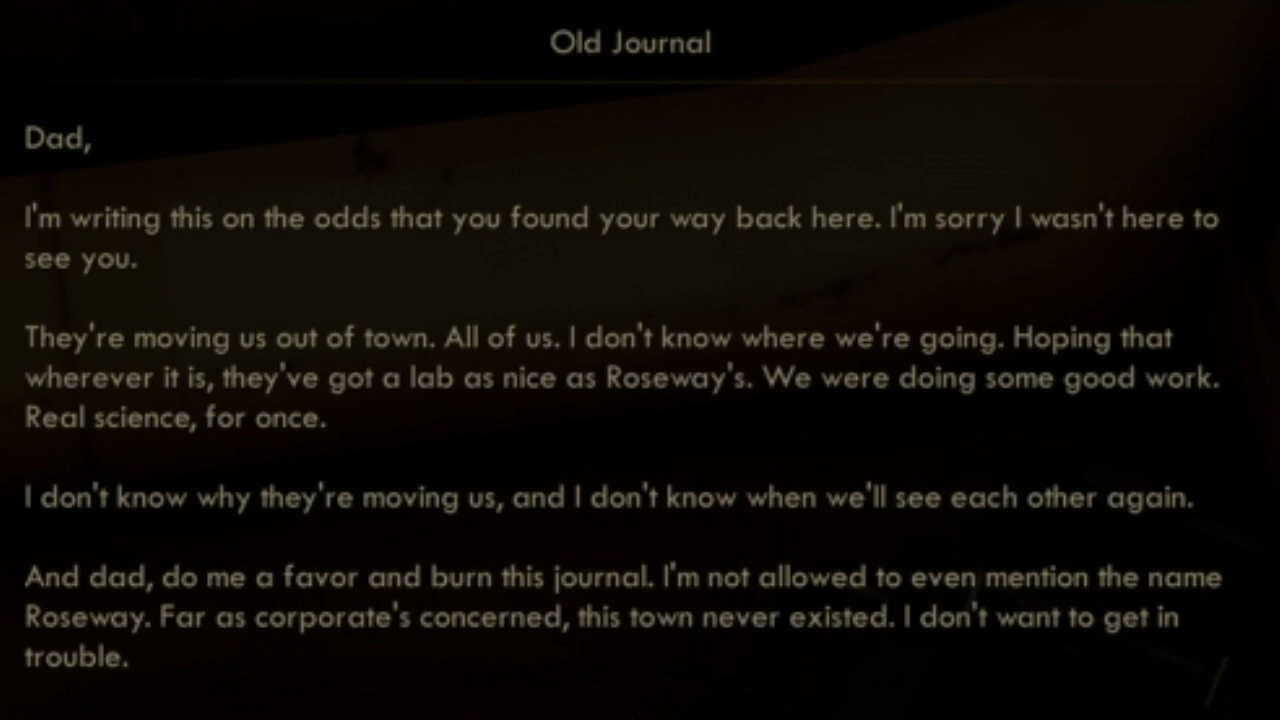 Old Journal
Dad,
I'm writing this on the odds that you found your way back here. I'm sorry I wasn't here to
see you.
They're moving us out of town. All of us. I don't know where we're going. Hoping that
wherever it is, they've got a lab as nice as Roseway's. We were doing some good work.
Real science, for once.
I don't know why they're moving us, and I don't know when we'll see each other again.
And dad, do me a favor and burn this journal. I'm not allowed to even mention the name
Roseway. Far as corporate's concerned, this town never existed. I don't want to get in
trouble.